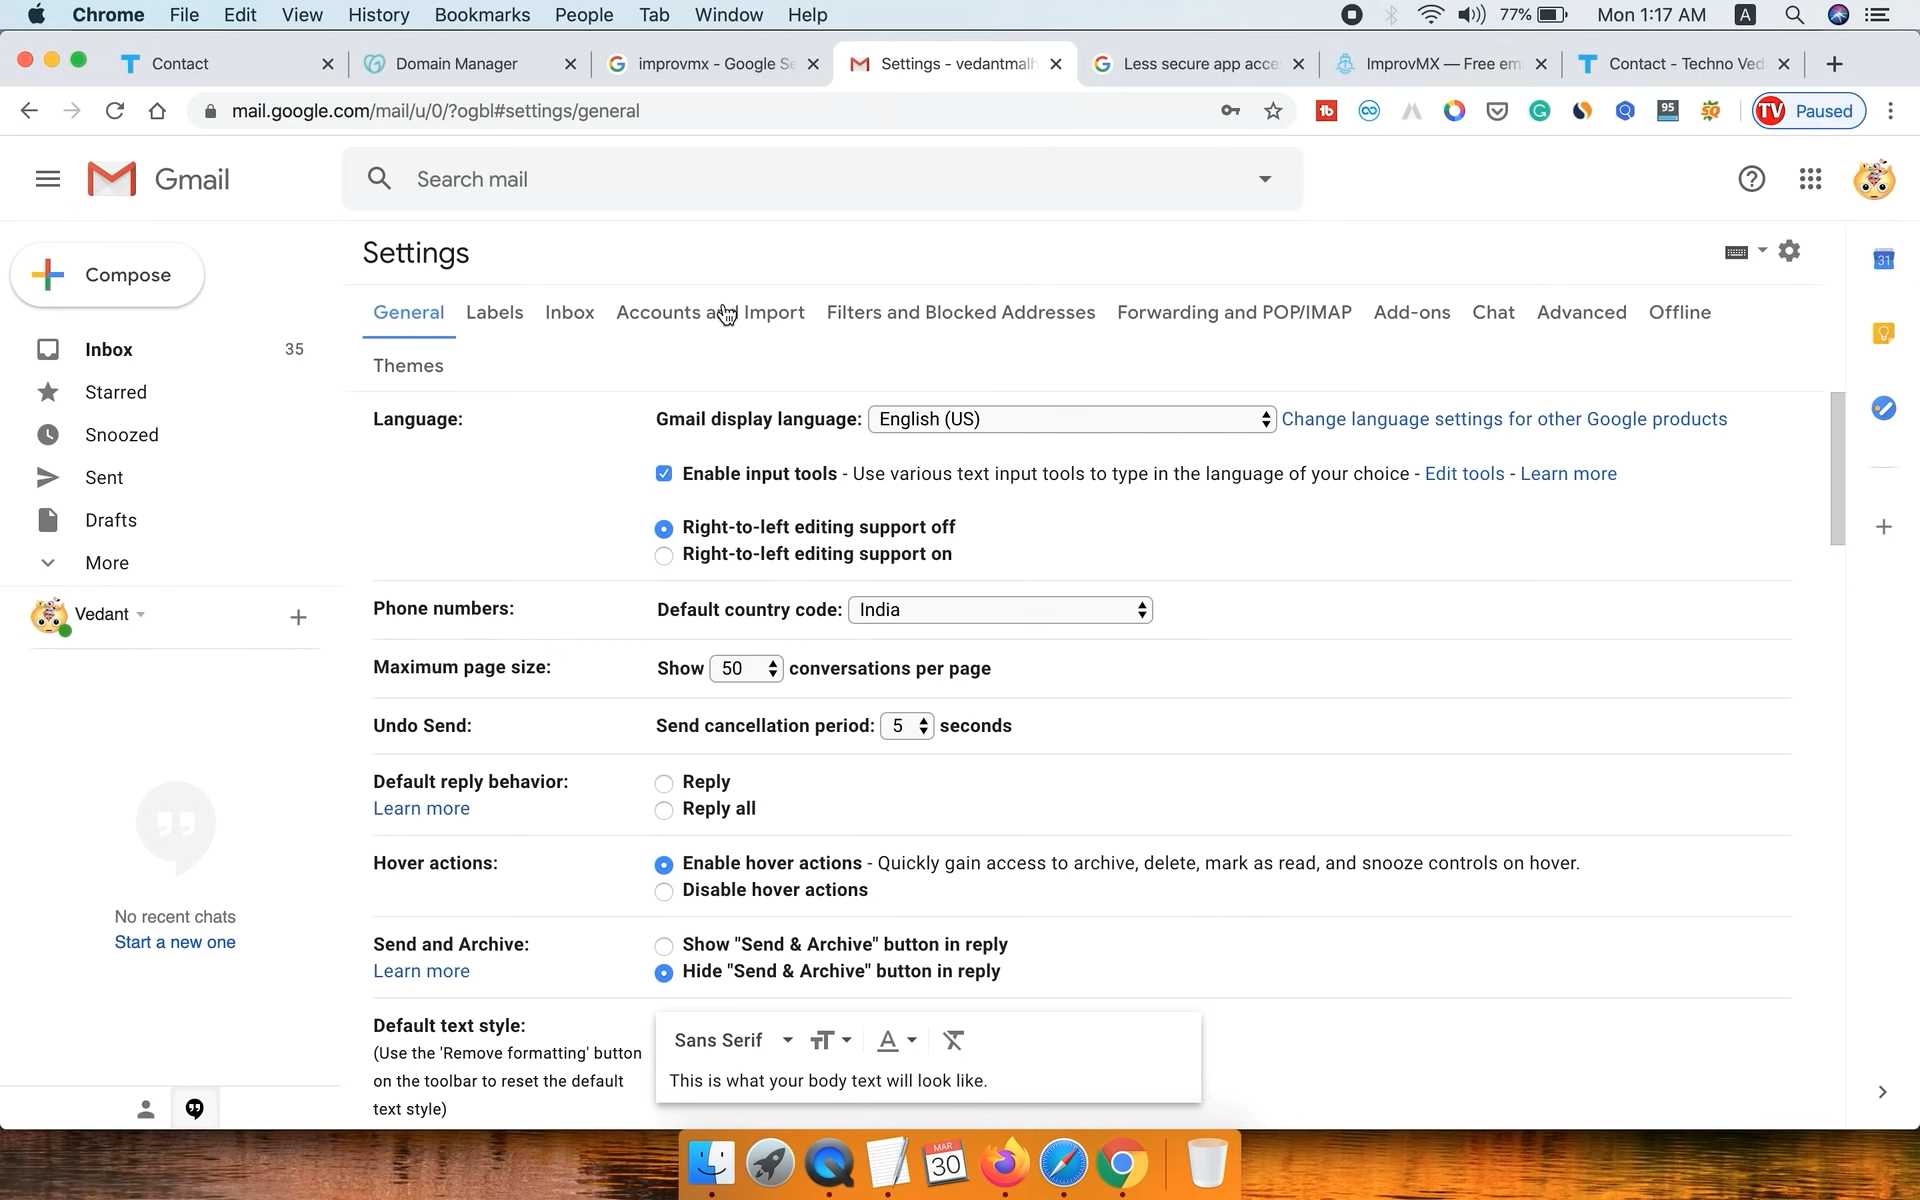 Chrome File Edit View History Bookmarks People Tab Window Help 77% Mon 1:17 AM A
Contact Domain Manager improvmx - Google Se Settings - vedantmalh Less secure app acce ImprovMX — Free em Contact - Techno Ved
mail.google.com/mail/u/0/?ogbl#settings/general 95 TV Paused
Gmail Search mail
Compose
Inbox 35
Starred
Snoozed
Sent
Drafts
More
Vedant
No recent chats
Start a new one
Settings
General Labels Inbox Accounts and Import Filters and Blocked Addresses Forwarding and POP/IMAP Add-ons Chat Advanced Offline
Themes
Language: Gmail display language: English (US) Change language settings for other Google products
Enable input tools - Use various text input tools to type in the language of your choice - Edit tools - Learn more
Right-to-left editing support off
Right-to-left editing support on
Phone numbers: Default country code: India
Maximum page size: Show 50 conversations per page
Undo Send: Send cancellation period: 5 seconds
Default reply behavior: Reply
Learn more Reply all
Hover actions: Enable hover actions - Quickly gain access to archive, delete, mark as read, and snooze controls on hover.
Disable hover actions
Send and Archive: Show "Send & Archive" button in reply
Learn more Hide "Send & Archive" button in reply
Default text style: Sans Serif
(Use the 'Remove formatting' button
on the toolbar to reset the default This is what your body text will look like.
text style)
31
MAR
30